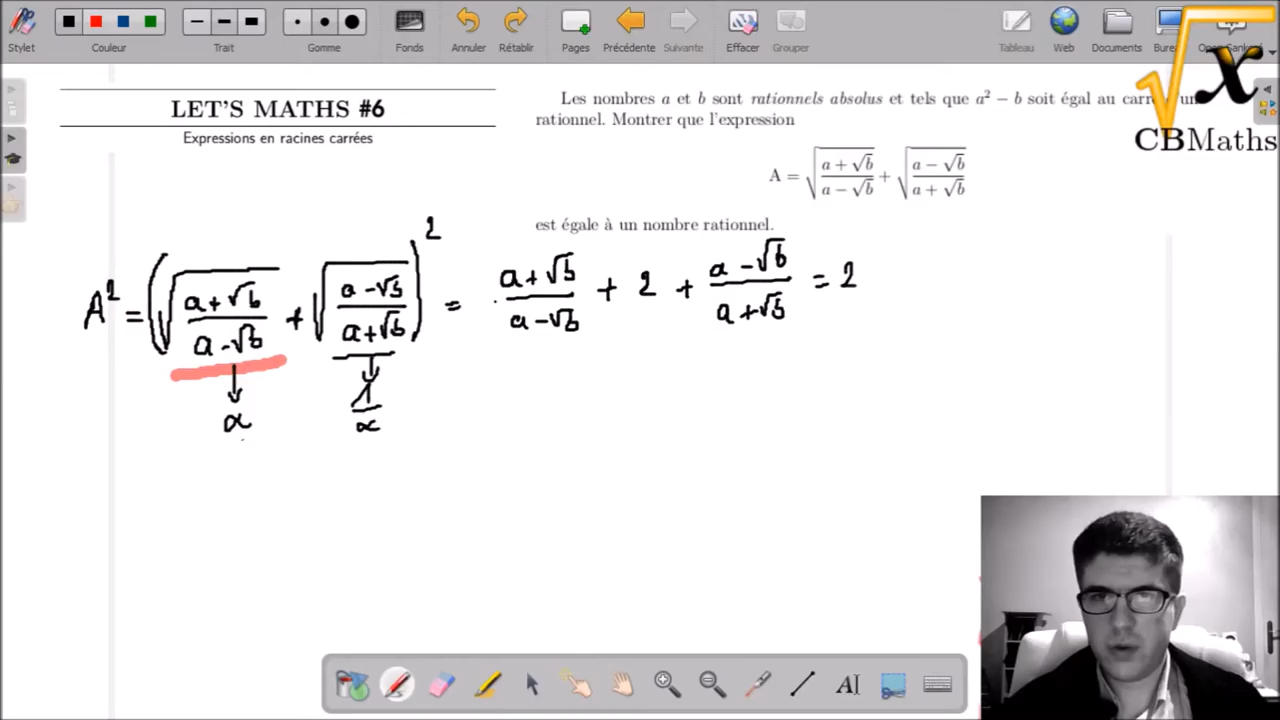 Stylet Couleur Trait Gomme Fonds Annuler Rétablir Pages Précédente Suivante Effacer Grouper Tableau Web Documents
CBMaths
LET'S MATHS #6
Expressions en racines carrées
Les nombres a et b sont rationnels absolus et tels que a² − b soit égal au
rationnel. Montrer que l'expression
A = √((a + √b)/(a − √b)) + √((a − √b)/(a + √b))
est égale à un nombre rationnel.
A² = (√((a + √b)/(a − √b)) + √((a − √b)/(a + √b)))² = (a + √b)/(a − √b) + 2 + (a − √b)/(a + √b) = 2
α 1/α
AI